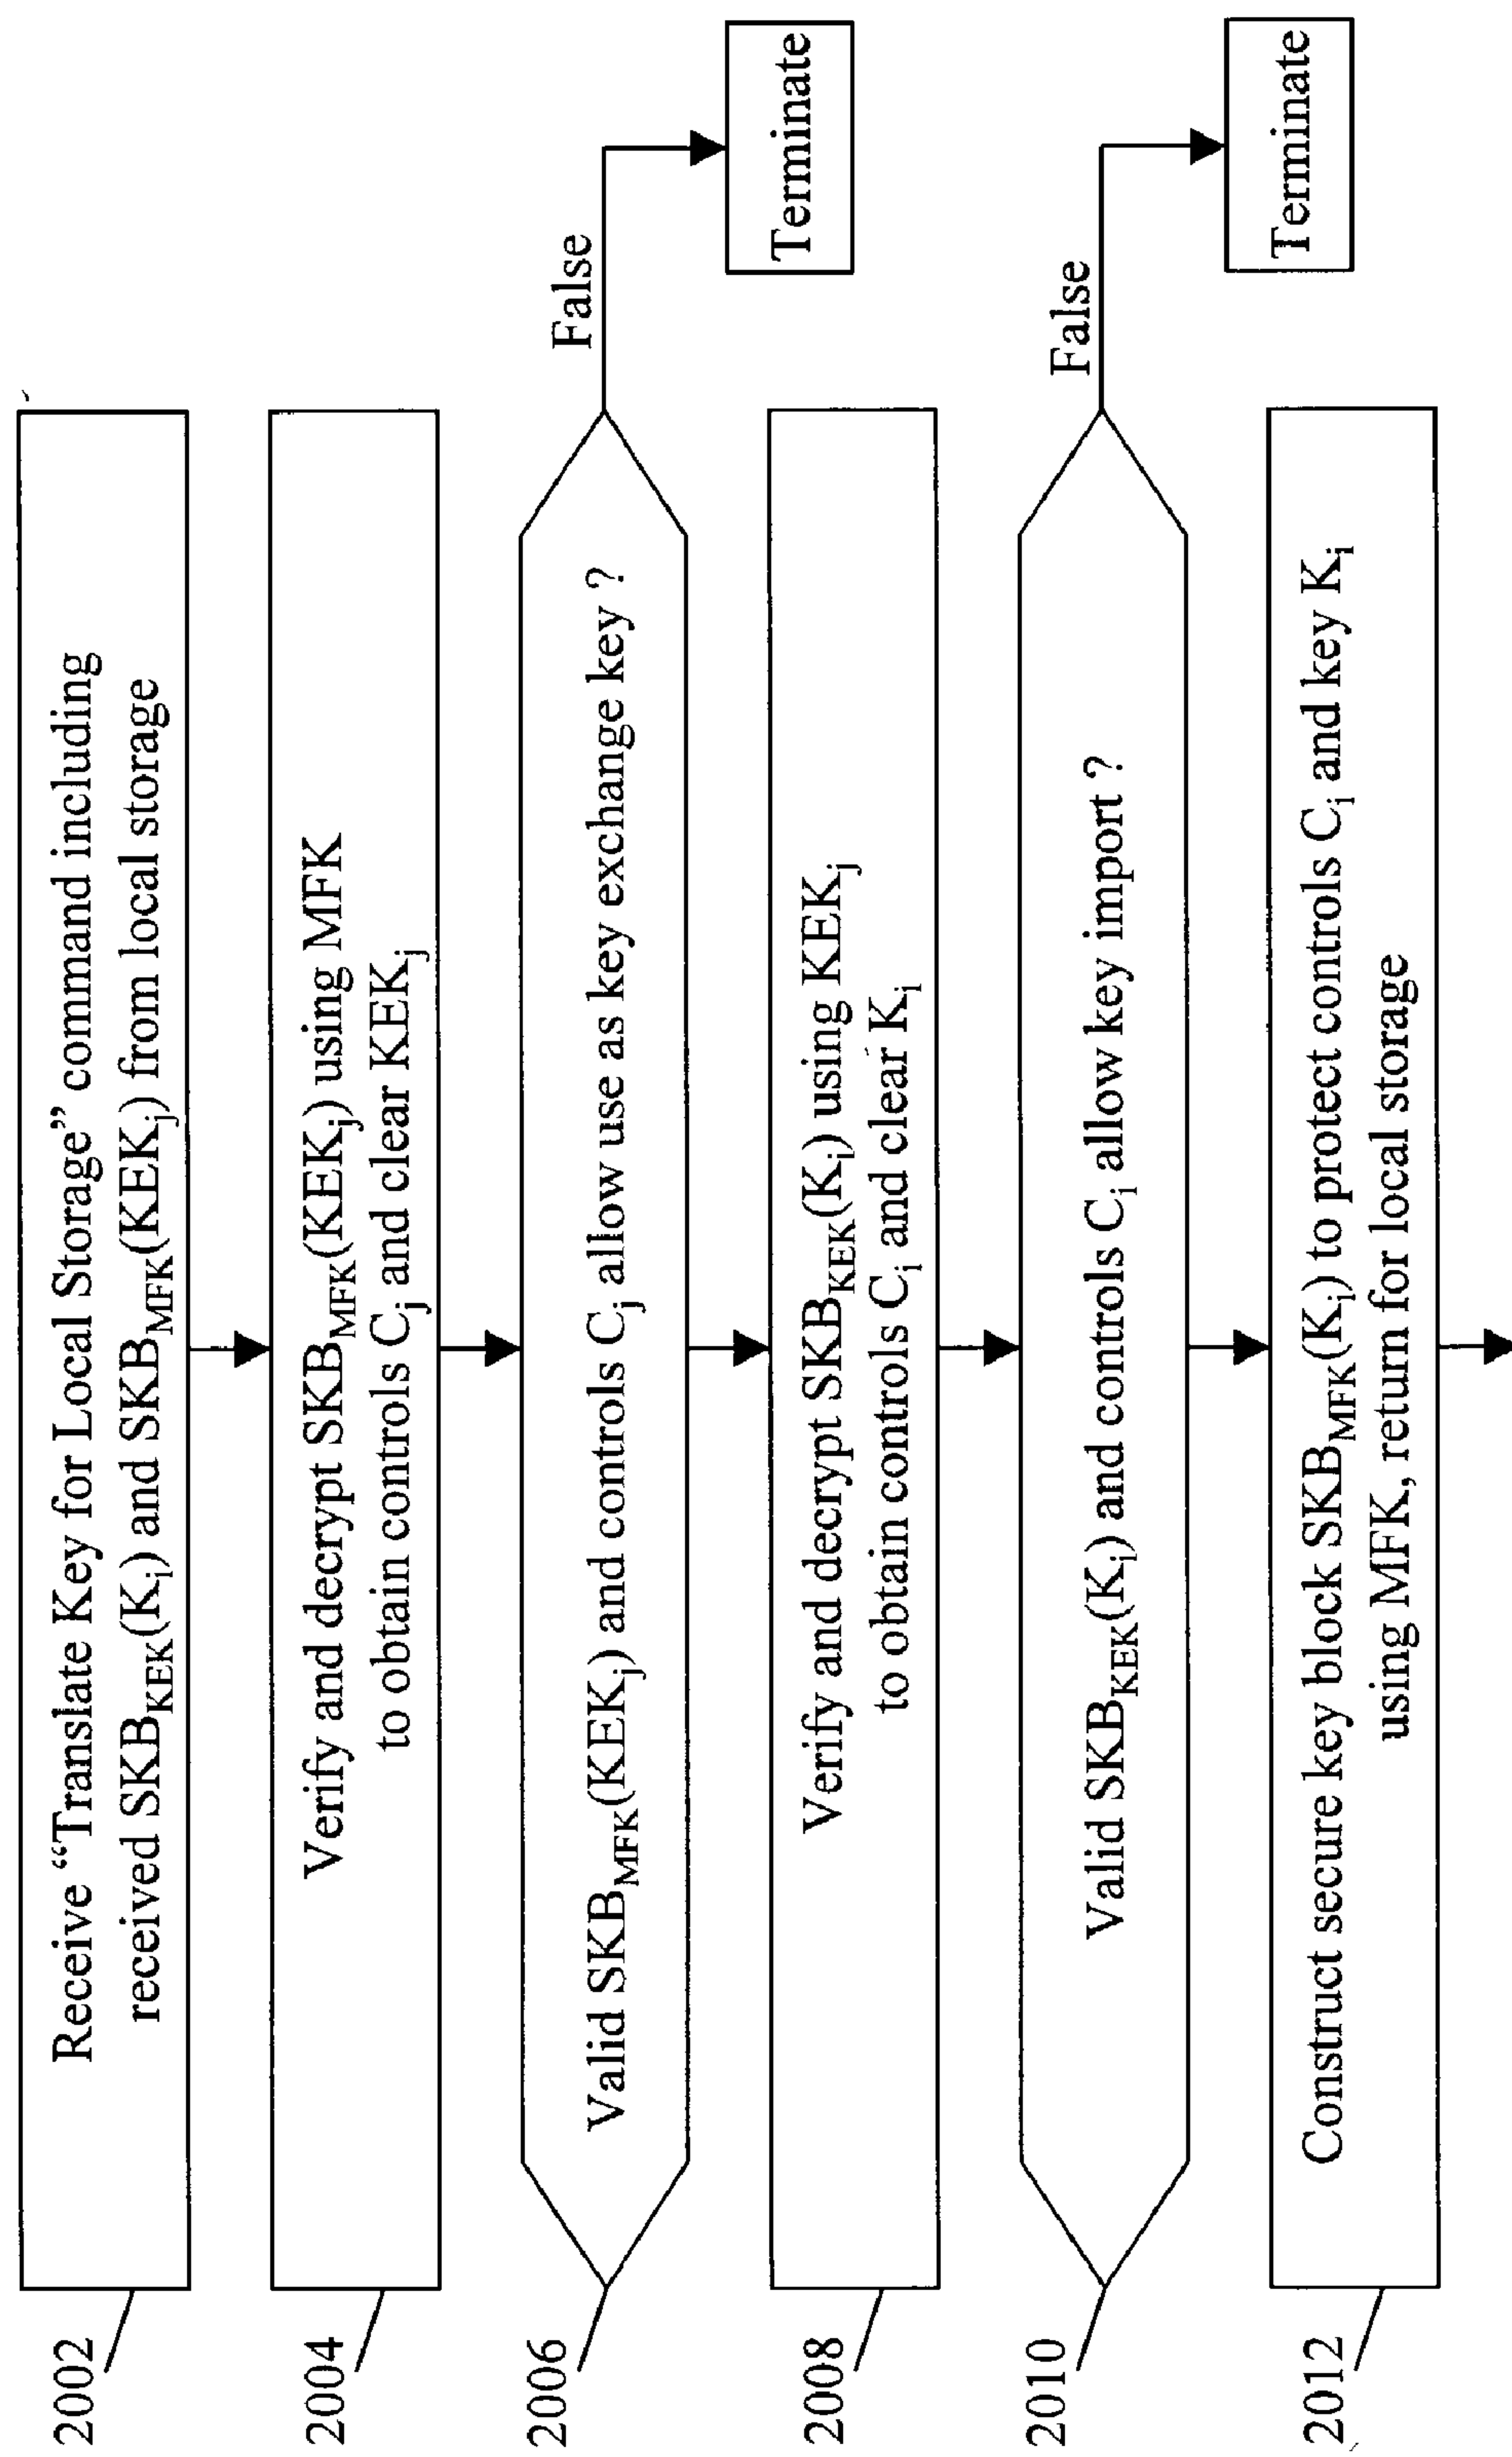 2002
Receive “Translate Key for Local Storage” command including
received SKB_KEK(K_i) and SKB_MFK(KEK_j) from local storage
2004
Verify and decrypt SKB_MFK(KEK_j) using MFK
to obtain controls C_j and clear KEK_j
2006
Valid SKB_MFK(KEK_j) and controls C_j allow use as key exchange key ?
False
Terminate
2008
Verify and decrypt SKB_KEK(K_i) using KEK_j
to obtain controls C_i and clear K_i
2010
Valid SKB_KEK(K_i) and controls C_i allow key import ?
False
Terminate
2012
Construct secure key block SKB_MFK(K_i) to protect controls C_i and key K_i
using MFK, return for local storage